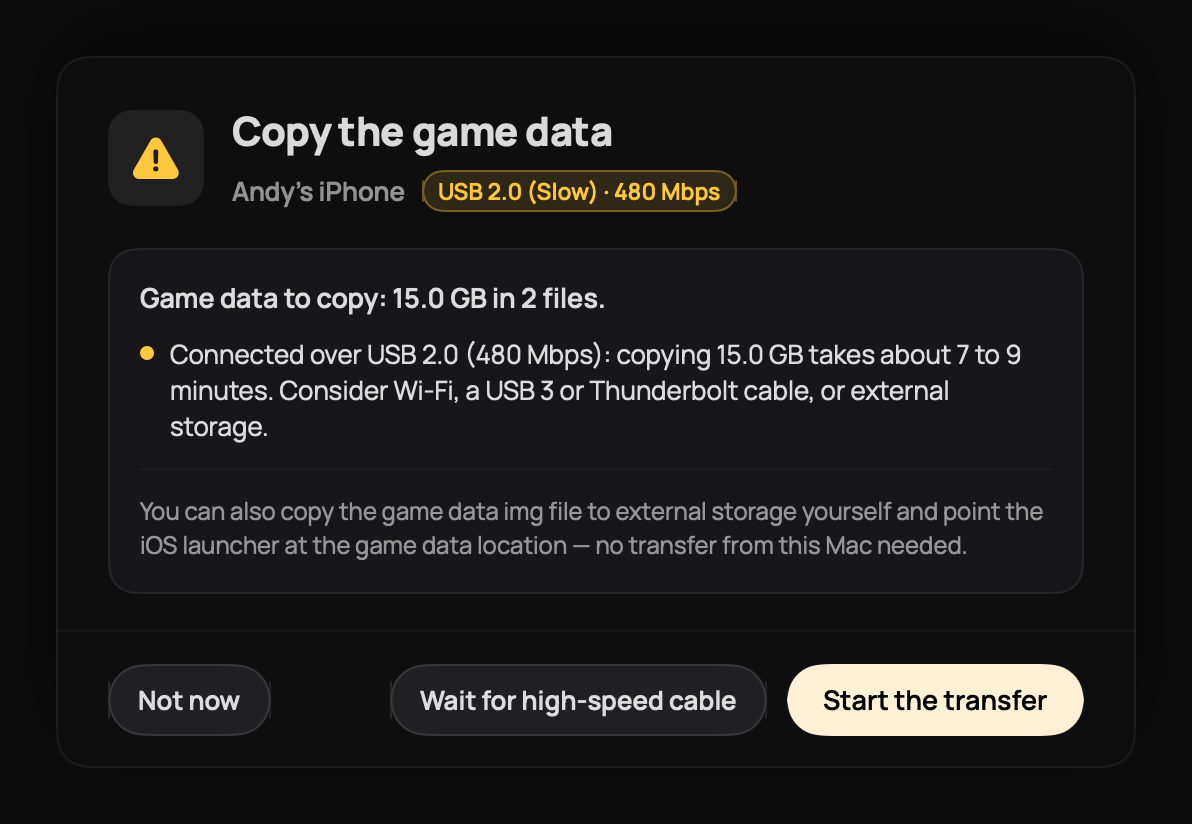 Copy the game data
Andy's iPhone
USB 2.0 (Slow) · 480 Mbps
Game data to copy: 15.0 GB in 2 files.
Connected over USB 2.0 (480 Mbps): copying 15.0 GB takes about 7 to 9
minutes. Consider Wi-Fi, a USB 3 or Thunderbolt cable, or external
storage.
You can also copy the game data img file to external storage yourself and point the
iOS launcher at the game data location — no transfer from this Mac needed.
Not now
Wait for high-speed cable
Start the transfer